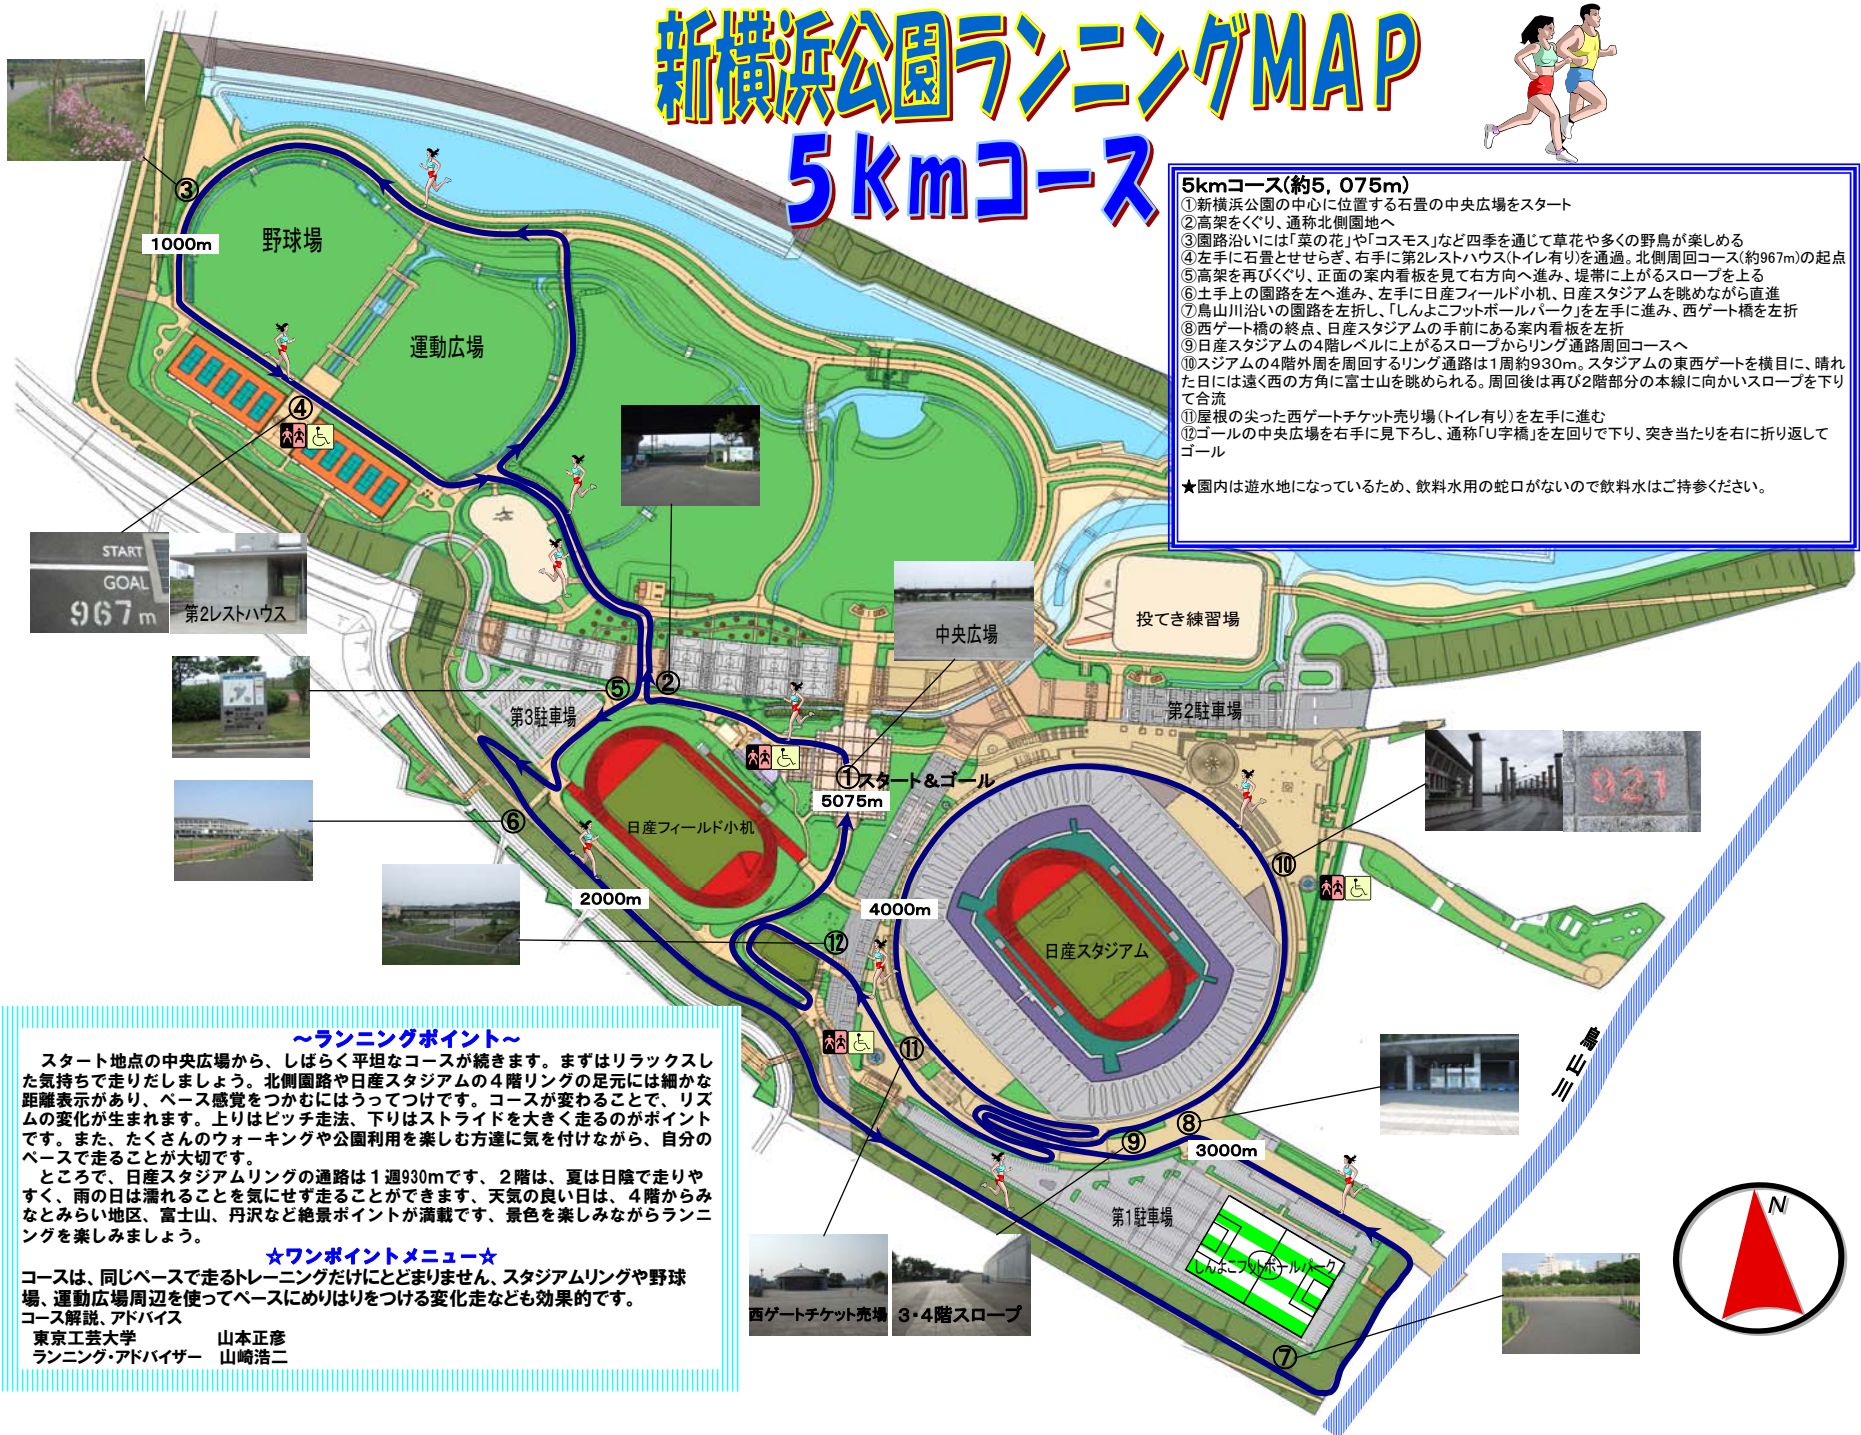 新横浜公園ランニングMAP
5kmコース
5kmコース(約5，075m)
①新横浜公園の中心に位置する石畳の中央広場をスタート
②高架をくぐり、通称北側園地へ
③園路沿いには「菜の花」や「コスモス」など四季を通じて草花や多くの野鳥が楽しめる
④左手に石畳とせせらぎ、右手に第2レストハウス(トイレ有り)を通過。北側周回コース(約967m)の起点
⑤高架を再びくぐり、正面の案内看板を見て右方向へ進み、堤帯に上がるスロープを上る
⑥土手上の園路を左へ進み、左手に日産フィールド小机、日産スタジアムを眺めながら直進
⑦鳥山川沿いの園路を左折し、「しんよこフットボールパーク」を左手に進み、西ゲート橋を左折
⑧西ゲート橋の終点、日産スタジアムの手前にある案内看板を左折
⑨日産スタジアムの4階レベルに上がるスロープからリング通路周回コースへ
⑩スジアムの4階外周を周回するリング通路は1周約930m。スタジアムの東西ゲートを横目に、晴れ
た日には遠く西の方角に富士山を眺められる。周回後は再び2階部分の本線に向かいスロープを下り
て合流
⑪屋根の尖った西ゲートチケット売り場(トイレ有り)を左手に進む
⑫ゴールの中央広場を右手に見下ろし、通称「U字橋」を左回りで下り、突き当たりを右に折り返して
ゴール
★園内は遊水地になっているため、飲料水用の蛇口がないので飲料水はご持参ください。
③
1000m
野球場
運動広場
④
START
GOAL
967m
第2レストハウス
中央広場
投てき練習場
⑤
②
第3駐車場
第2駐車場
①スタート&ゴール
5075m
921
⑥
日産フィールド小机
⑩
2000m
4000m
⑫
日産スタジアム
⑪
鳥山川
⑧
⑨
3000m
第1駐車場
しんよこフットボールパーク
西ゲートチケット売場
3・4階スロープ
⑦
N
～ランニングポイント～
スタート地点の中央広場から、しばらく平坦なコースが続きます。まずはリラックスし
た気持ちで走りだしましょう。北側園路や日産スタジアムの４階リングの足元には細かな
距離表示があり、ペース感覚をつかむにはうってつけです。コースが変わることで、リズ
ムの変化が生まれます。上りはピッチ走法、下りはストライドを大きく走るのがポイント
です。また、たくさんのウォーキングや公園利用を楽しむ方達に気を付けながら、自分の
ペースで走ることが大切です。
ところで、日産スタジアムリングの通路は１週930mです、２階は、夏は日陰で走りや
すく、雨の日は濡れることを気にせず走ることができます、天気の良い日は、４階からみ
なとみらい地区、富士山、丹沢など絶景ポイントが満載です、景色を楽しみながらランニ
ングを楽しみましょう。
☆ワンポイントメニュー☆
コースは、同じペースで走るトレーニングだけにとどまりません、スタジアムリングや野球
場、運動広場周辺を使ってペースにめりはりをつける変化走なども効果的です。
コース解説、アドバイス
東京工芸大学 山本正彦
ランニング・アドバイザー 山崎浩二